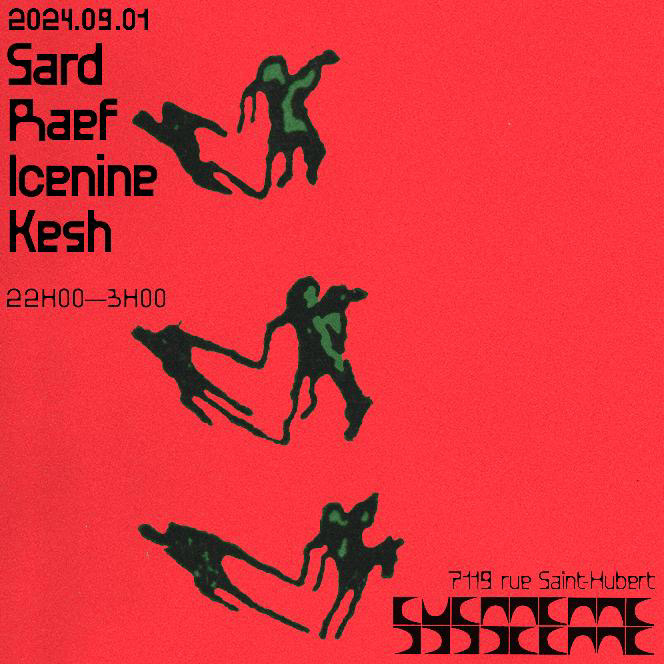 2024.09.01
Sard
Raef
Icenine
Kesh
22H00—3H00
7119 rue Saint-Hubert